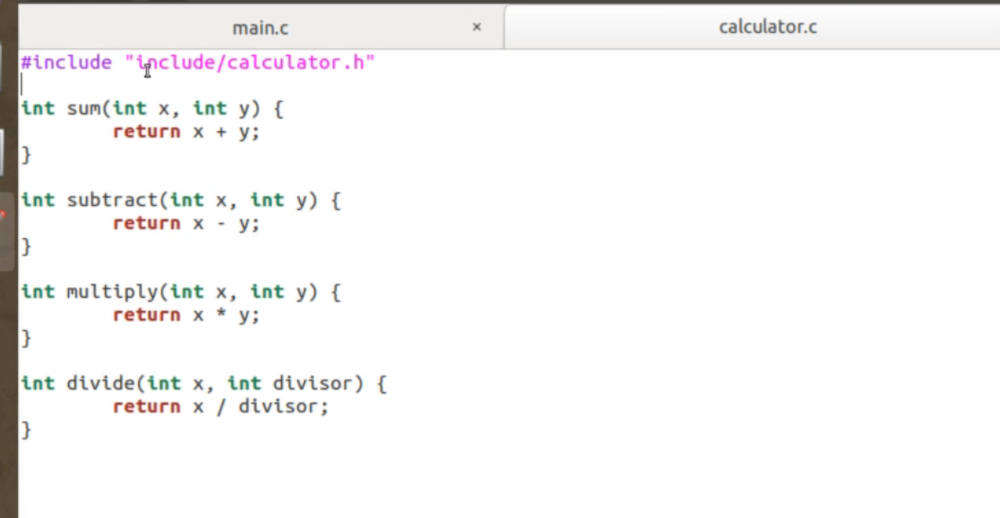 main.c × calculator.c
#include "include/calculator.h"
int sum(int x, int y) {
        return x + y;
}
int subtract(int x, int y) {
        return x - y;
}
int multiply(int x, int y) {
        return x * y;
}
int divide(int x, int divisor) {
        return x / divisor;
}